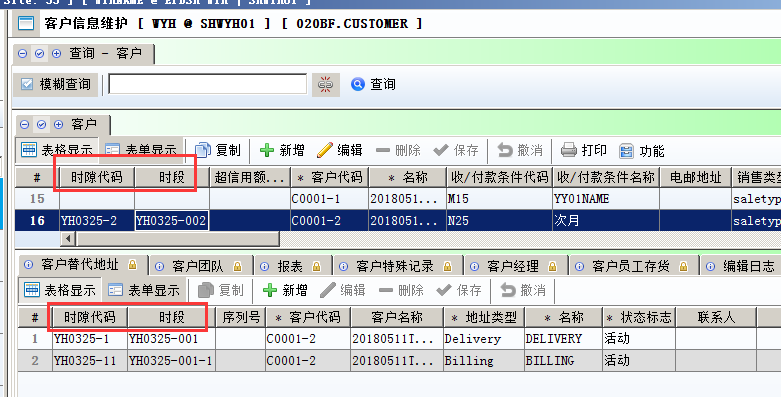 客户信息维护 [ WYH @ SHWYH01 ] [ 020BF.CUSTOMER ]
查询 - 客户
模糊查询 查询
客户
表格显示 表单显示 复制 新增 编辑 删除 保存 撤消 打印 功能
# 时隙代码 时段 超信用额... * 客户代码 * 名称 收/付款条件代码 收/付款条件名称 电邮地址 销售类型
15 C0001-1 2018051... M15 YY01NAME saletyp
16 YH0325-2 YH0325-002 C0001-2 2018051... N25 次月 saletyp
客户替代地址 客户团队 报表 客户特殊记录 客户经理 客户员工存货 编辑日志
表格显示 表单显示 复制 新增 编辑 删除 保存 撤消
# 时隙代码 时段 序列号 * 客户代码 客户名称 * 地址类型 * 名称 * 状态标志 联系人
1 YH0325-1 YH0325-001 C0001-2 20180511T... Delivery DELIVERY 活动
2 YH0325-11 YH0325-001-1 C0001-2 20180511T... Billing BILLING 活动